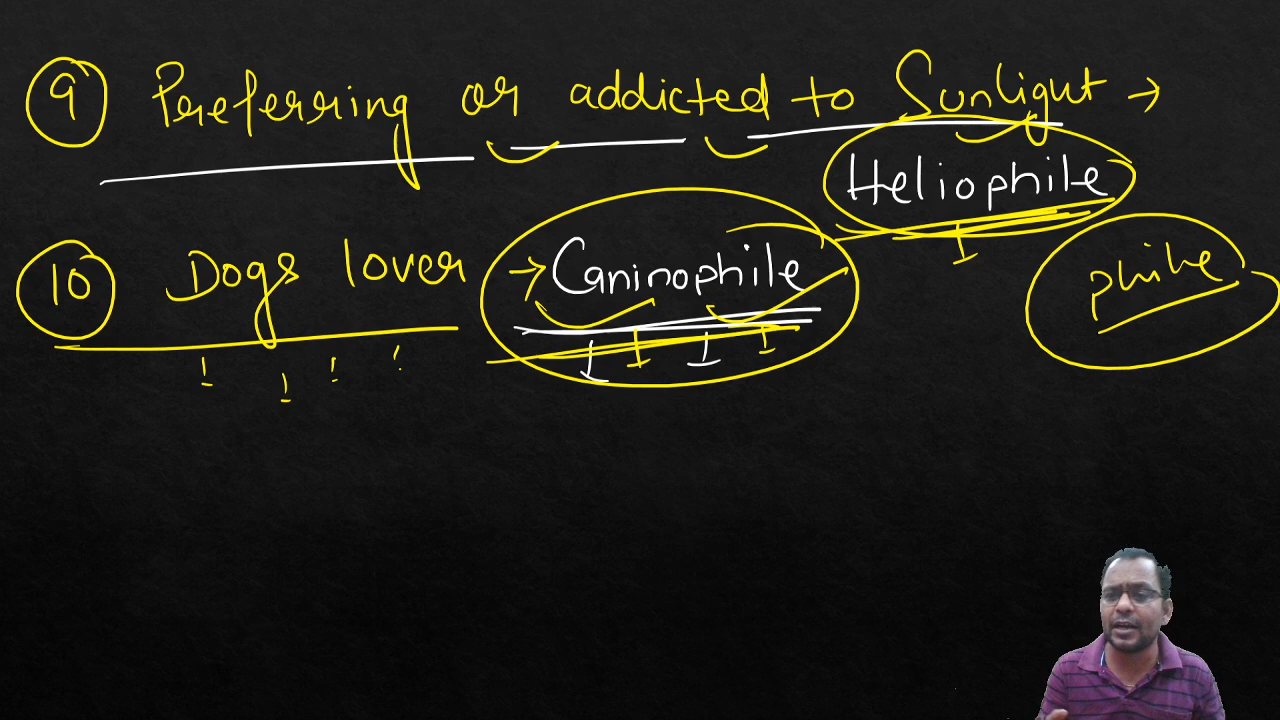 9 Preferring or addicted to Sunlight →
Heliophile
10 Dogs lover → Caninophile
phile